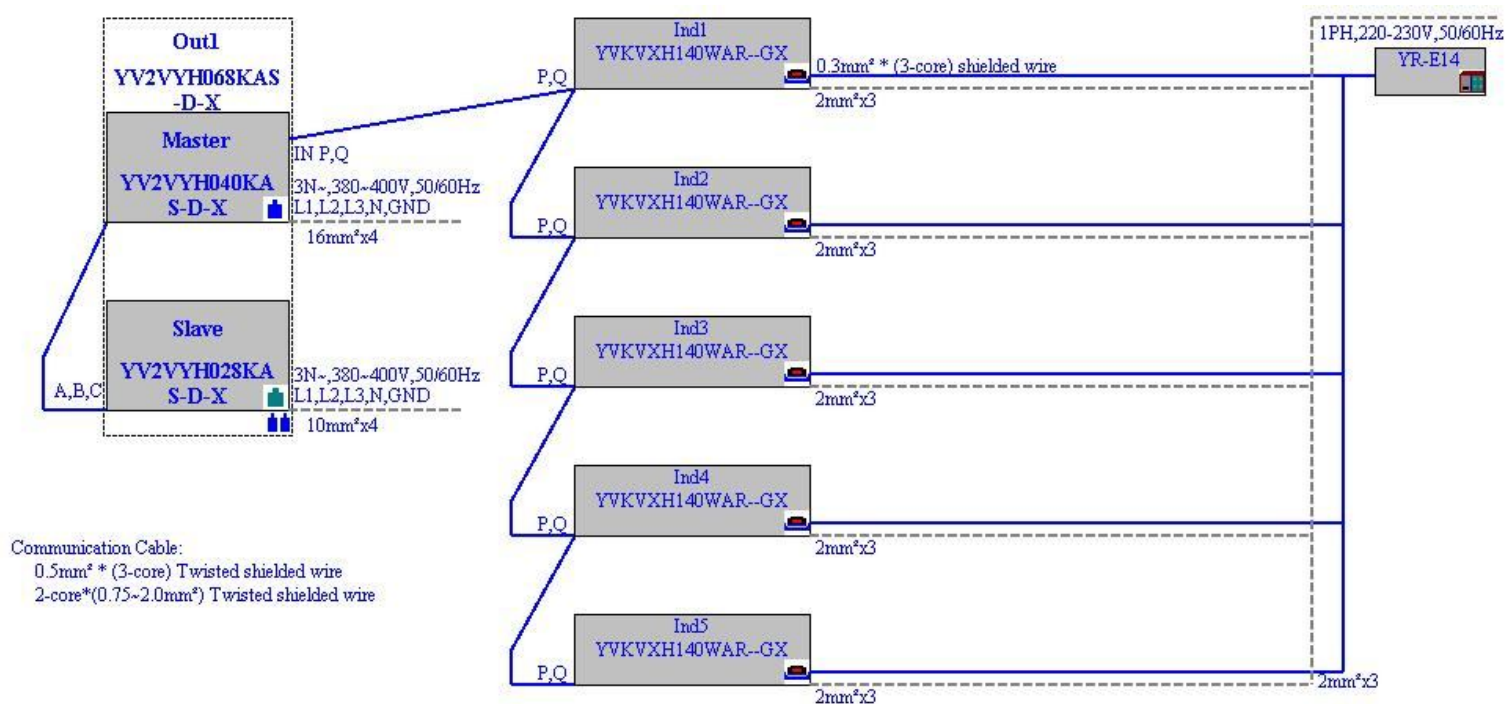 Out1
YV2VYH068KAS
-D-X
Master
YV2VYH040KA
S-D-X
IN P,Q
3N~,380~400V,50/60Hz
L1,L2,L3,N,GND
16mm²x4
Slave
YV2VYH028KA
S-D-X
A,B,C
3N~,380~400V,50/60Hz
L1,L2,L3,N,GND
10mm²x4
Communication Cable:
0.5mm² * (3-core) Twisted shielded wire
2-core*(0.75~2.0mm²) Twisted shielded wire
Ind1
YVKVXH140WAR--GX
P,Q
0.3mm² * (3-core) shielded wire
2mm²x3
Ind2
YVKVXH140WAR--GX
P,Q
2mm²x3
Ind3
YVKVXH140WAR--GX
P,Q
2mm²x3
Ind4
YVKVXH140WAR--GX
P,Q
2mm²x3
Ind5
YVKVXH140WAR--GX
P,Q
2mm²x3
1PH,220-230V,50/60Hz
YR-E14
2mm²x3